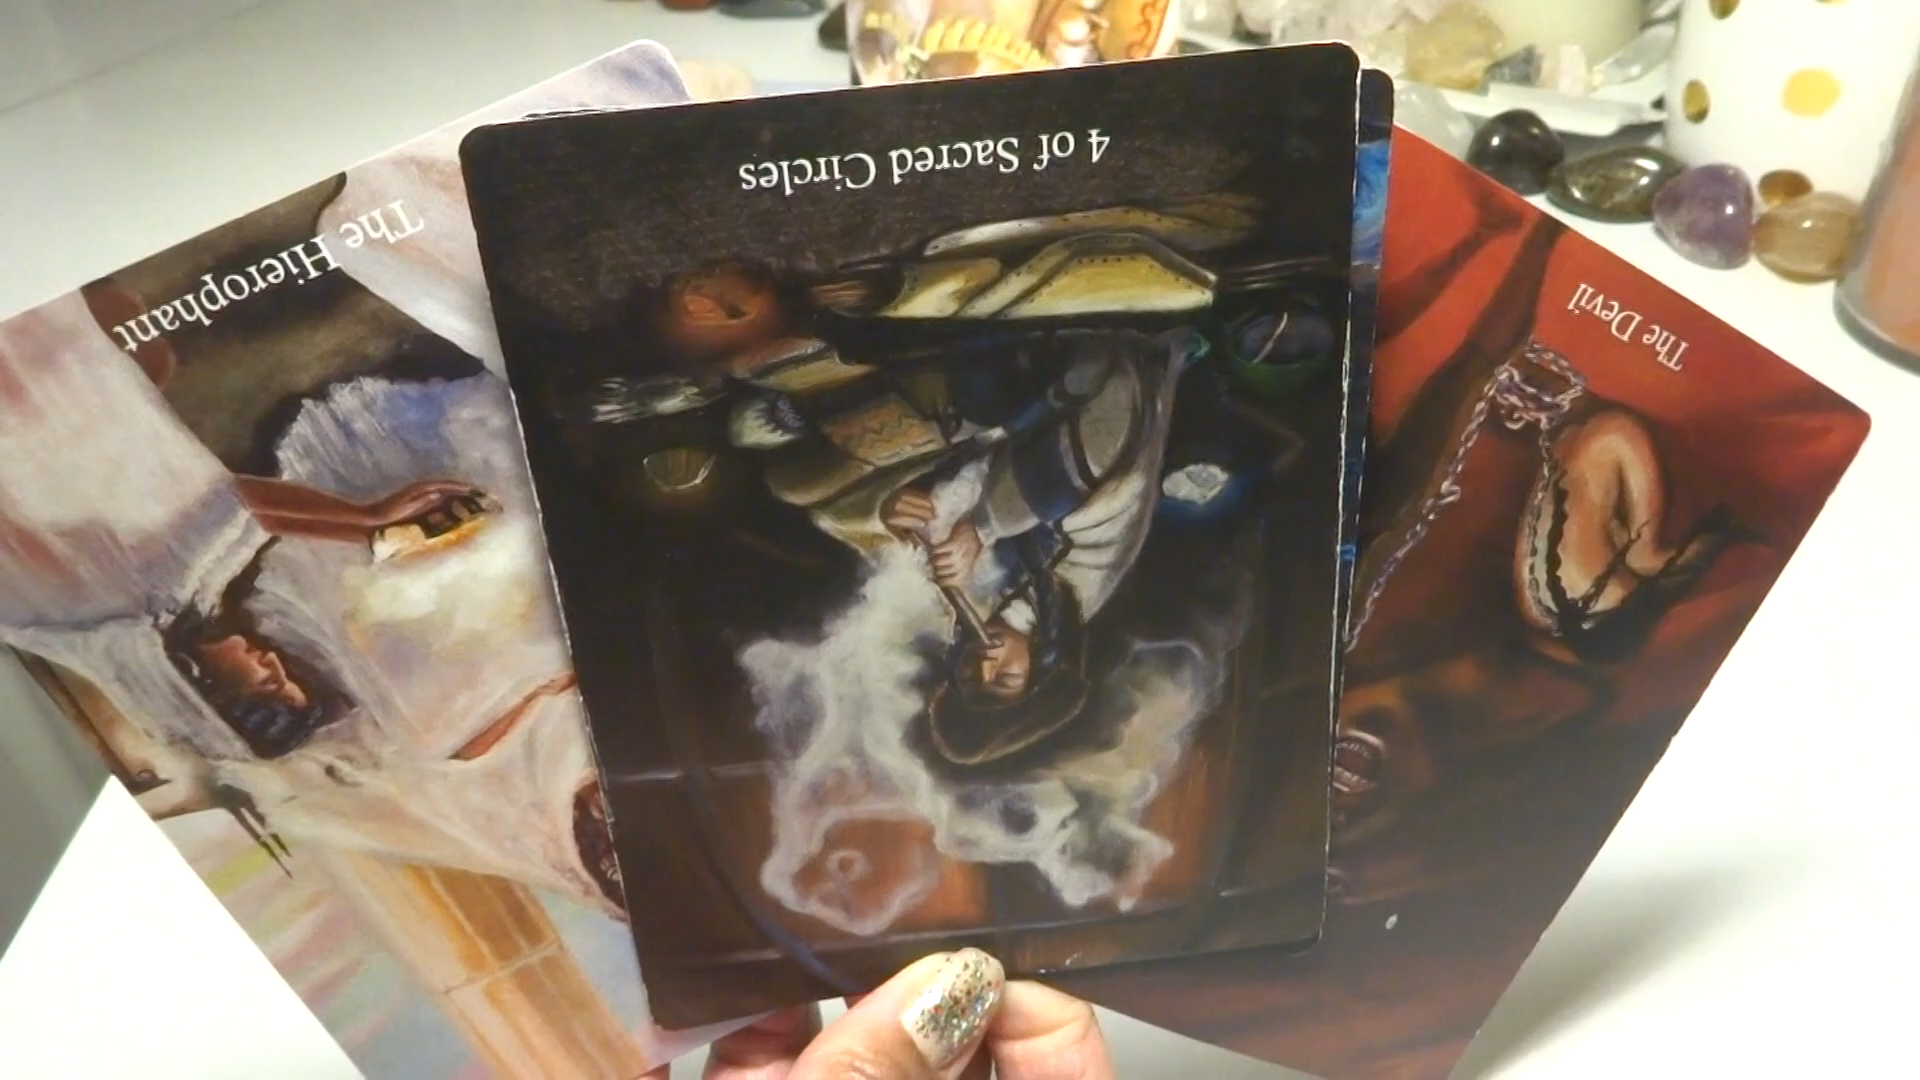 The Hierophant
4 of Sacred Circles
The Devil